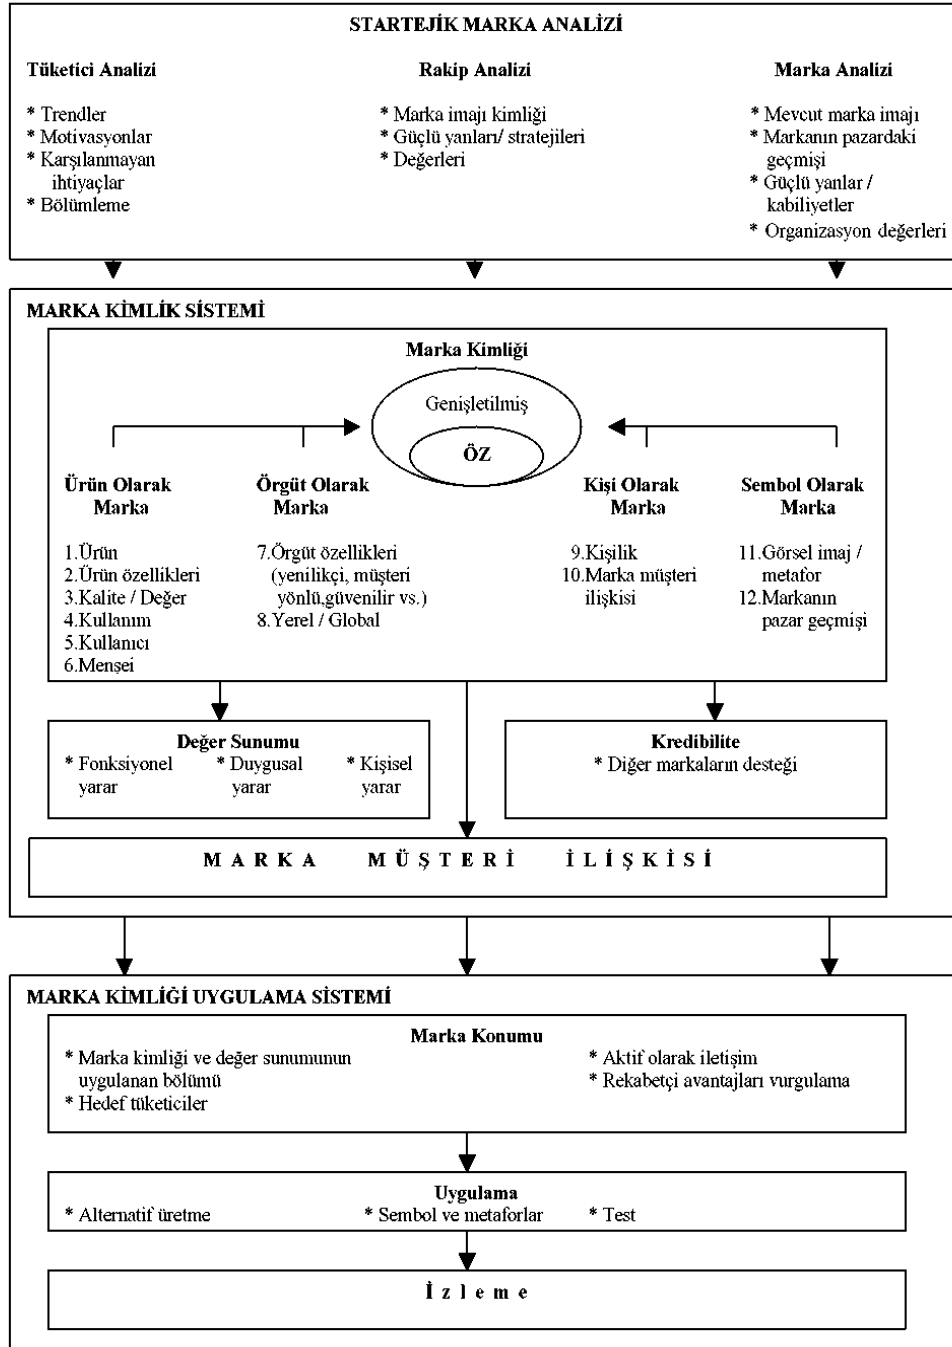 STARTEJİK MARKA ANALİZİ
Tüketici Analizi
* Trendler
* Motivasyonlar
* Karşılanmayan
ihtiyaçlar
* Bölümleme
Rakip Analizi
* Marka imajı kimliği
* Güçlü yanları/ stratejileri
* Değerleri
Marka Analizi
* Mevcut marka imajı
* Markanın pazardaki
geçmişi
* Güçlü yanlar /
kabiliyetler
* Organizasyon değerleri
MARKA KİMLİK SİSTEMİ
Marka Kimliği
Genişletilmiş
ÖZ
Ürün Olarak
Marka
1.Ürün
2.Ürün özellikleri
3.Kalite / Değer
4.Kullanım
5.Kullanıcı
6.Menşei
Örgüt Olarak
Marka
7.Örgüt özellikleri
(yenilikçi, müşteri
yönlü,güvenilir vs.)
8.Yerel / Global
Kişi Olarak
Marka
9.Kişilik
10.Marka müşteri
ilişkisi
Sembol Olarak
Marka
11.Görsel imaj /
metafor
12.Markanın
pazar geçmişi
Değer Sunumu
* Fonksiyonel
yarar
* Duygusal
yarar
* Kişisel
yarar
Kredibilite
* Diğer markaların desteği
MARKA MÜŞTERİ İLİŞKİSİ
MARKA KİMLİĞİ UYGULAMA SİSTEMİ
Marka Konumu
* Marka kimliği ve değer sunumunun
uygulanan bölümü
* Hedef tüketiciler
* Aktif olarak iletişim
* Rekabetçi avantajları vurgulama
Uygulama
* Alternatif üretme
* Sembol ve metaforlar
* Test
İzleme